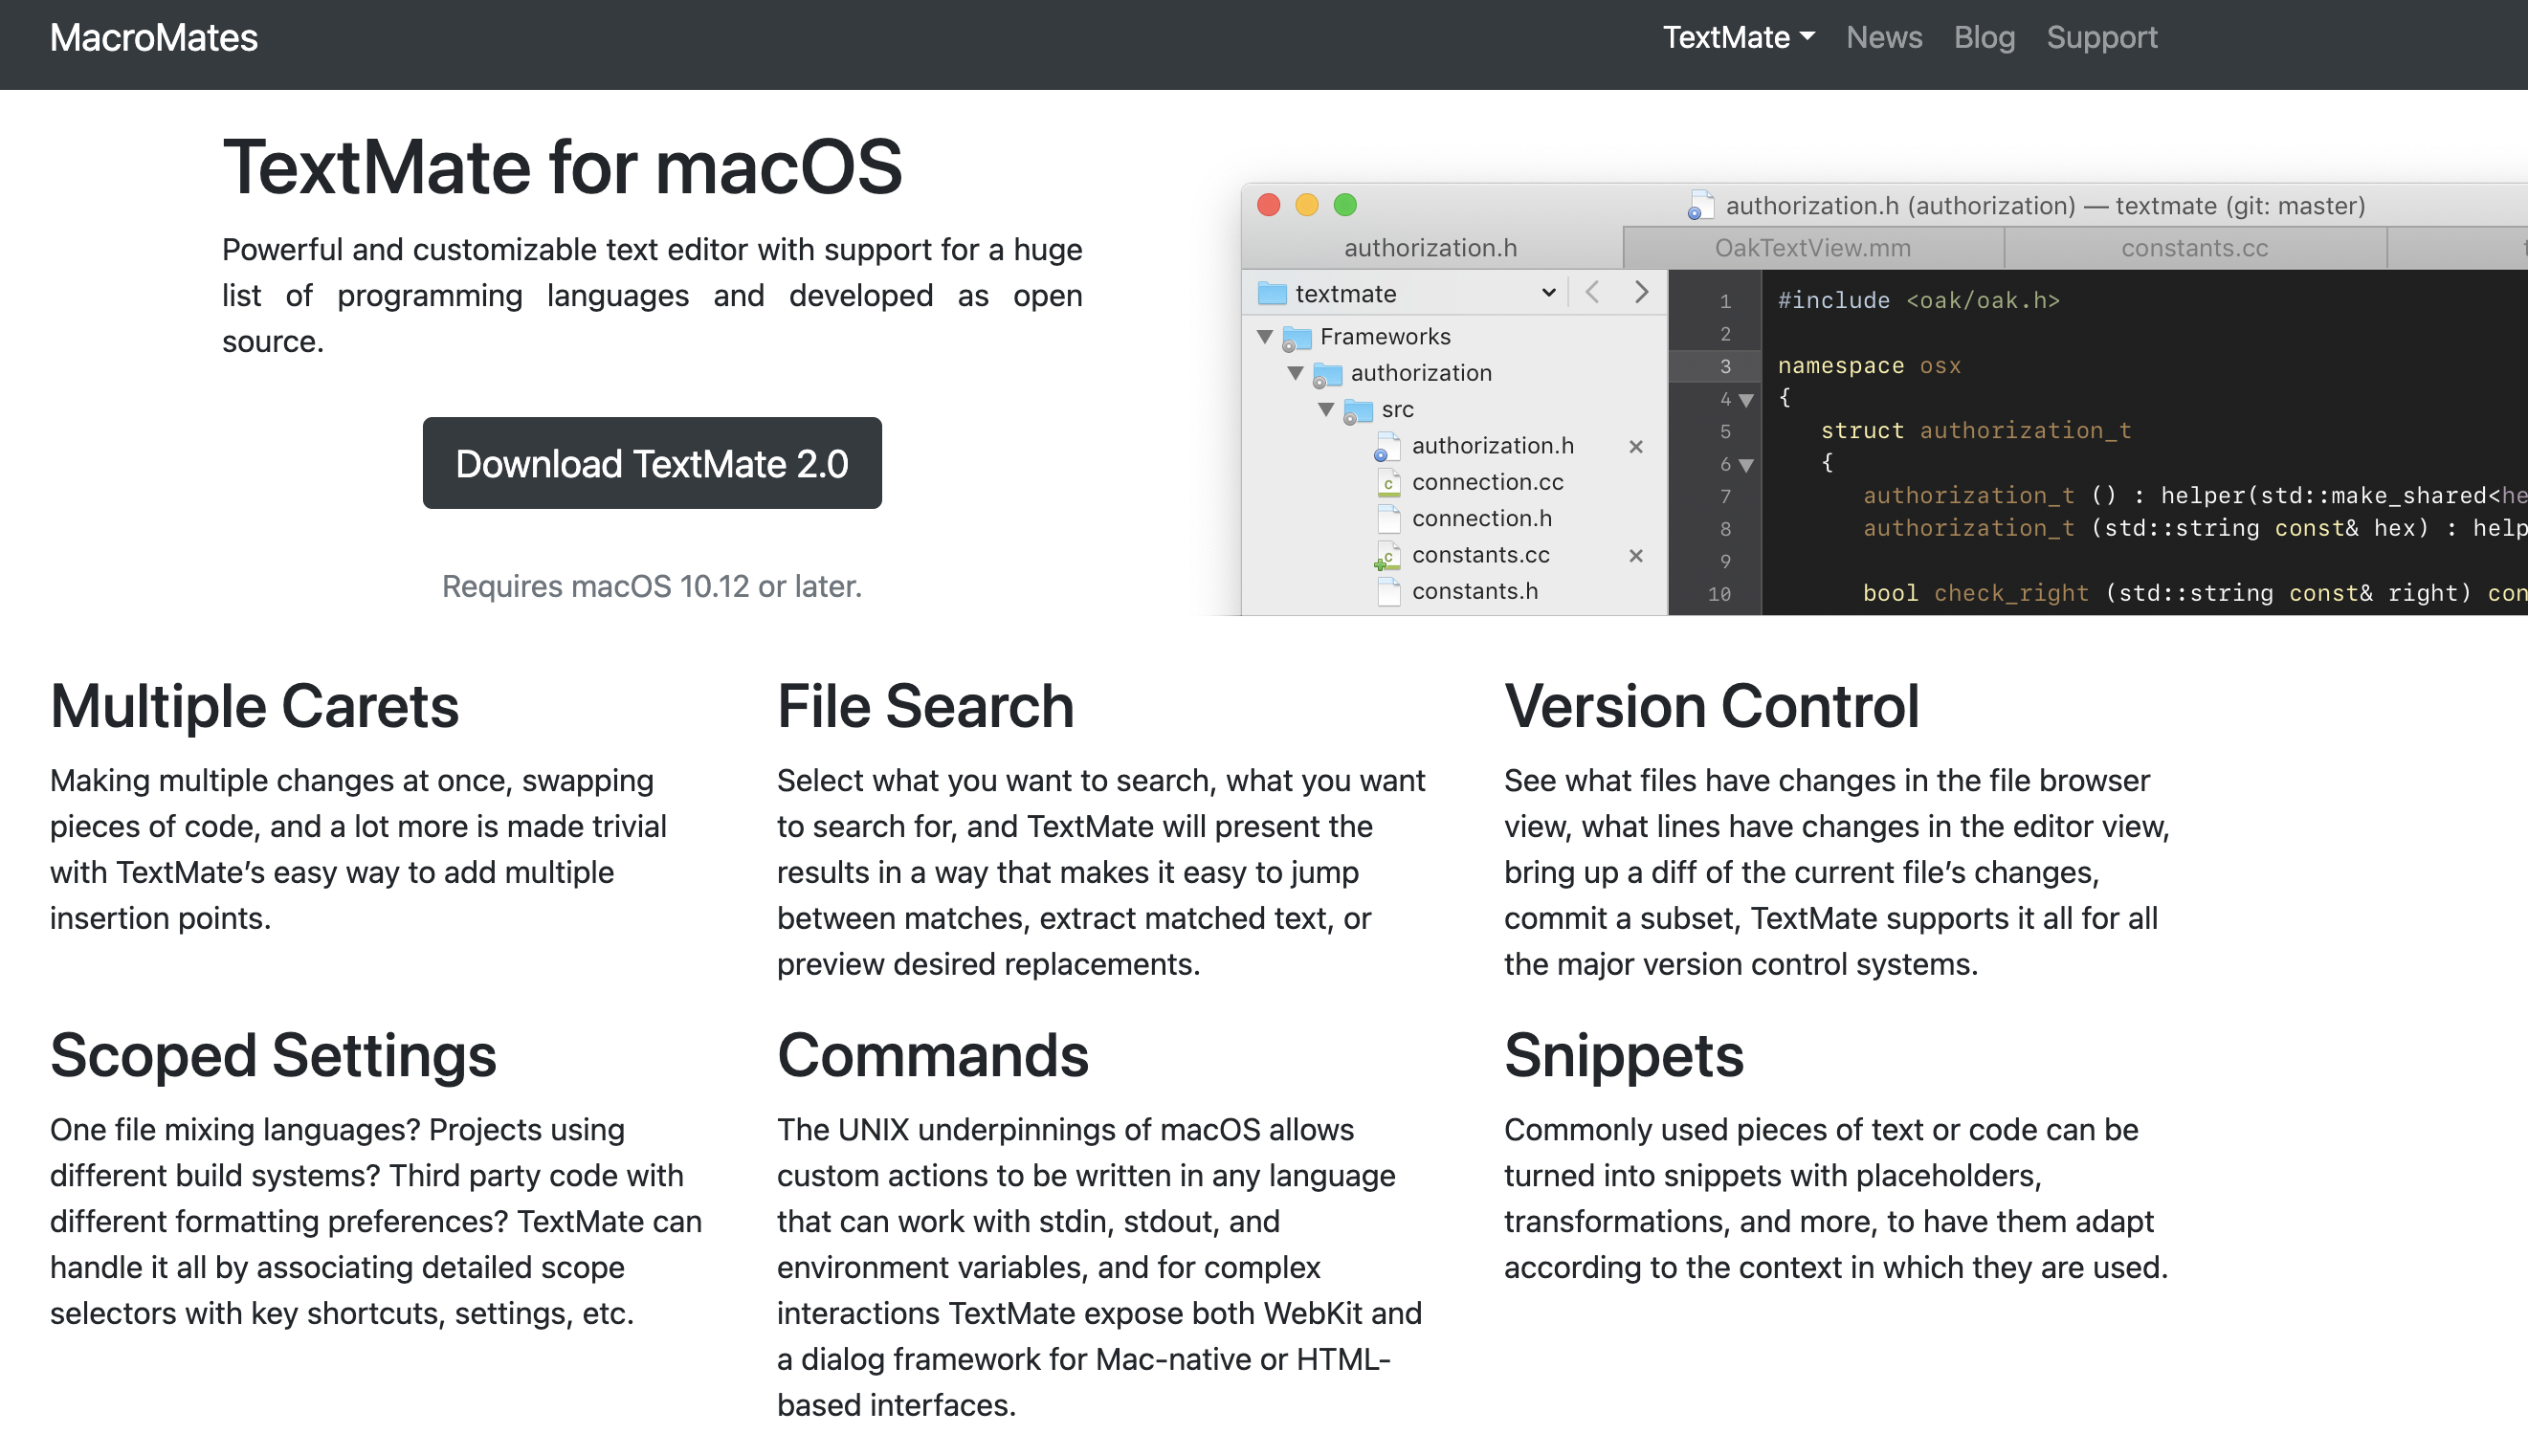 MacroMates
TextMate
News
Blog
Support
TextMate for macOS
Powerful and customizable text editor with support for a huge
list of programming languages and developed as open
source.
Download TextMate 2.0
Requires macOS 10.12 or later.
authorization.h (authorization) — textmate (git: master)
authorization.h
OakTextView.mm
constants.cc
textmate
Frameworks
authorization
src
authorization.h
connection.cc
connection.h
constants.cc
constants.h
1 #include <oak/oak.h>
2
3 namespace osx
4 {
5 struct authorization_t
6 {
7 authorization_t () : helper(std::make_shared<he
8 authorization_t (std::string const& hex) : help
9
10 bool check_right (std::string const& right) con
Multiple Carets
Making multiple changes at once, swapping
pieces of code, and a lot more is made trivial
with TextMate’s easy way to add multiple
insertion points.
File Search
Select what you want to search, what you want
to search for, and TextMate will present the
results in a way that makes it easy to jump
between matches, extract matched text, or
preview desired replacements.
Version Control
See what files have changes in the file browser
view, what lines have changes in the editor view,
bring up a diff of the current file’s changes,
commit a subset, TextMate supports it all for all
the major version control systems.
Scoped Settings
One file mixing languages? Projects using
different build systems? Third party code with
different formatting preferences? TextMate can
handle it all by associating detailed scope
selectors with key shortcuts, settings, etc.
Commands
The UNIX underpinnings of macOS allows
custom actions to be written in any language
that can work with stdin, stdout, and
environment variables, and for complex
interactions TextMate expose both WebKit and
a dialog framework for Mac-native or HTML-
based interfaces.
Snippets
Commonly used pieces of text or code can be
turned into snippets with placeholders,
transformations, and more, to have them adapt
according to the context in which they are used.